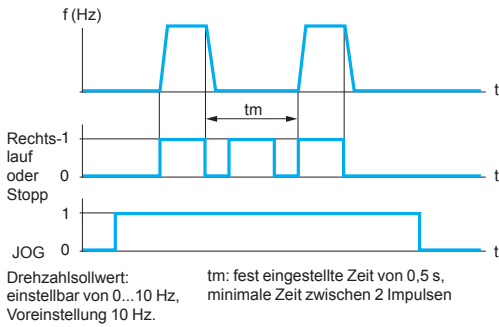 f (Hz)
t
tm
Rechts-1
lauf
oder 0 t
Stopp
1
JOG 0 t
Drehzahlsollwert:
einstellbar von 0...10 Hz,
Voreinstellung 10 Hz.
tm: fest eingestellte Zeit von 0,5 s,
minimale Zeit zwischen 2 Impulsen